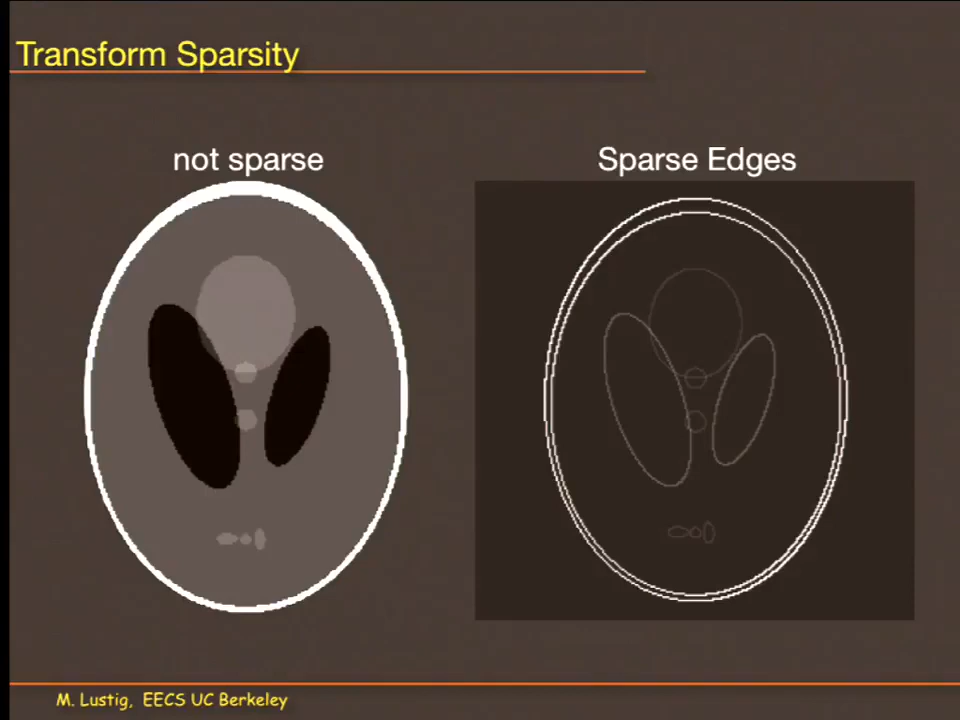 Transform Sparsity
not sparse
Sparse Edges
M. Lustig, EECS UC Berkeley